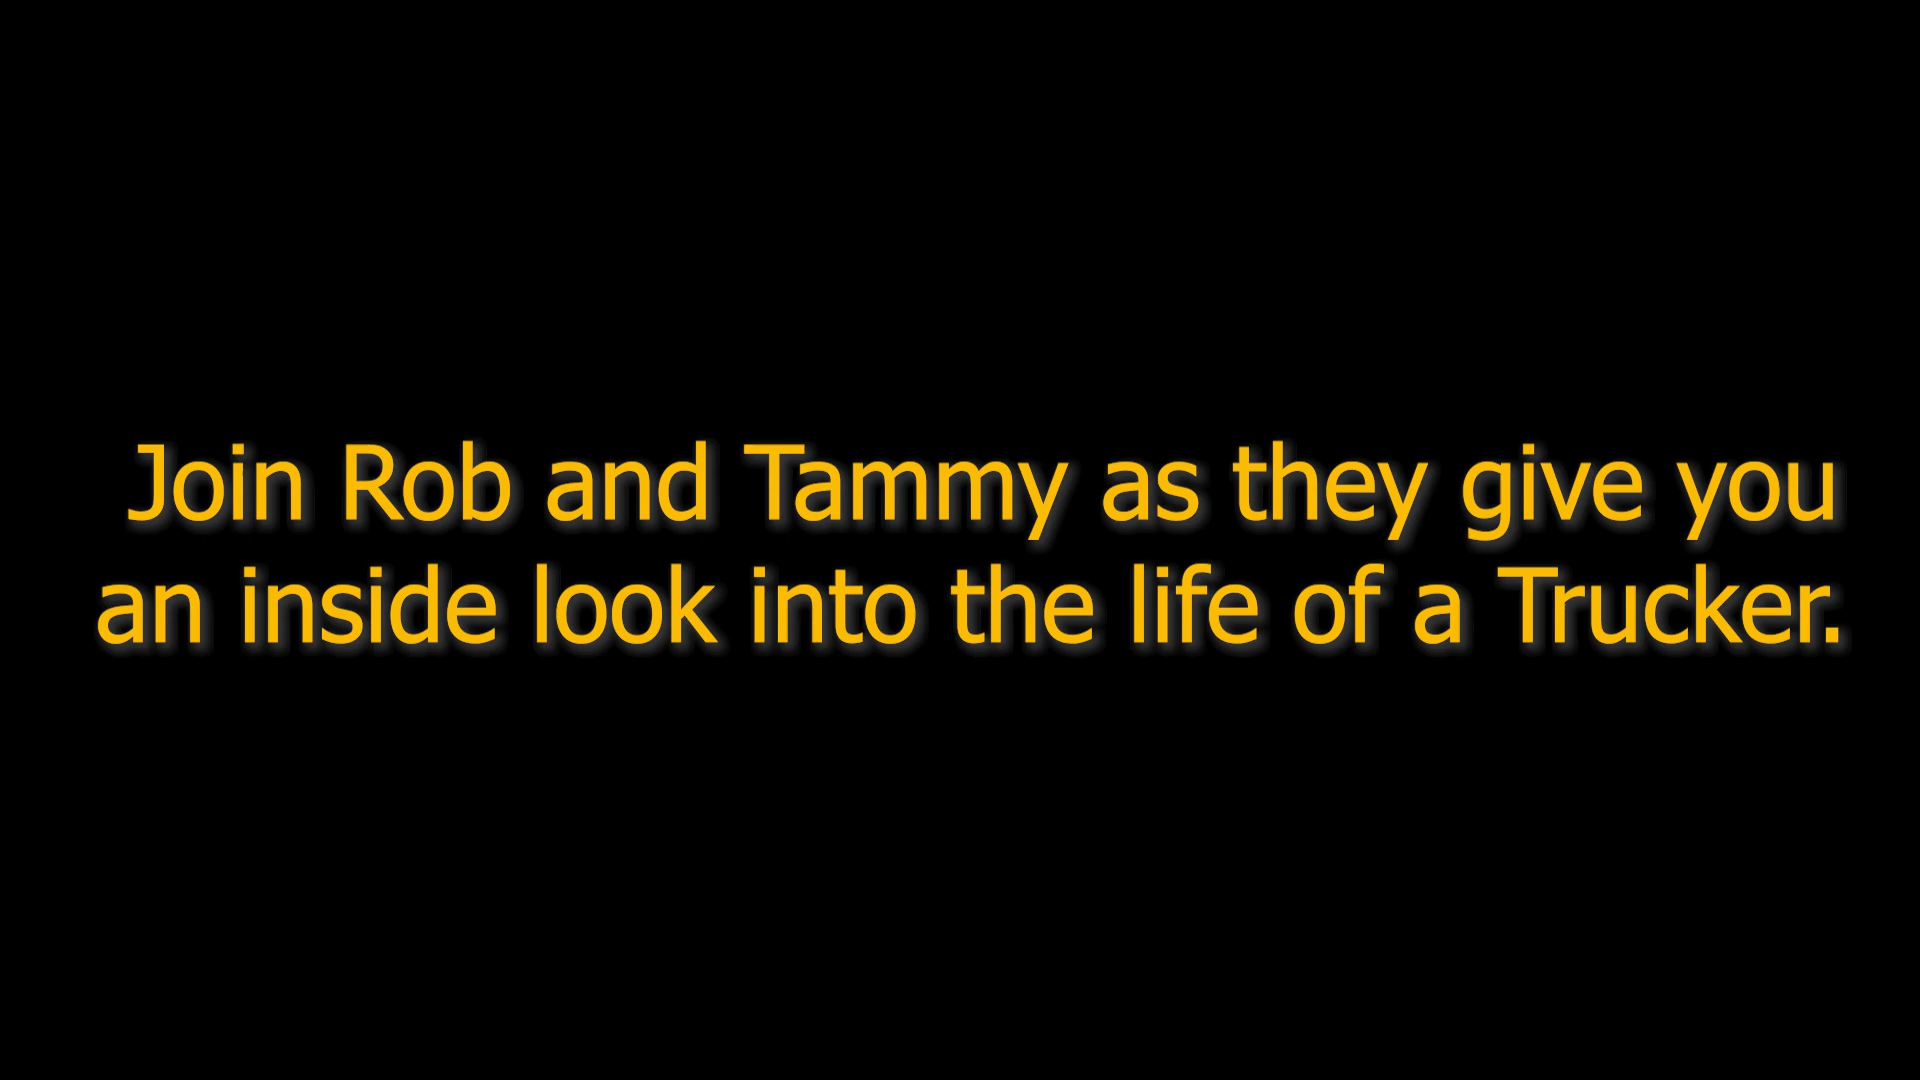 Join Rob and Tammy as they give you
an inside look into the life of a Trucker.